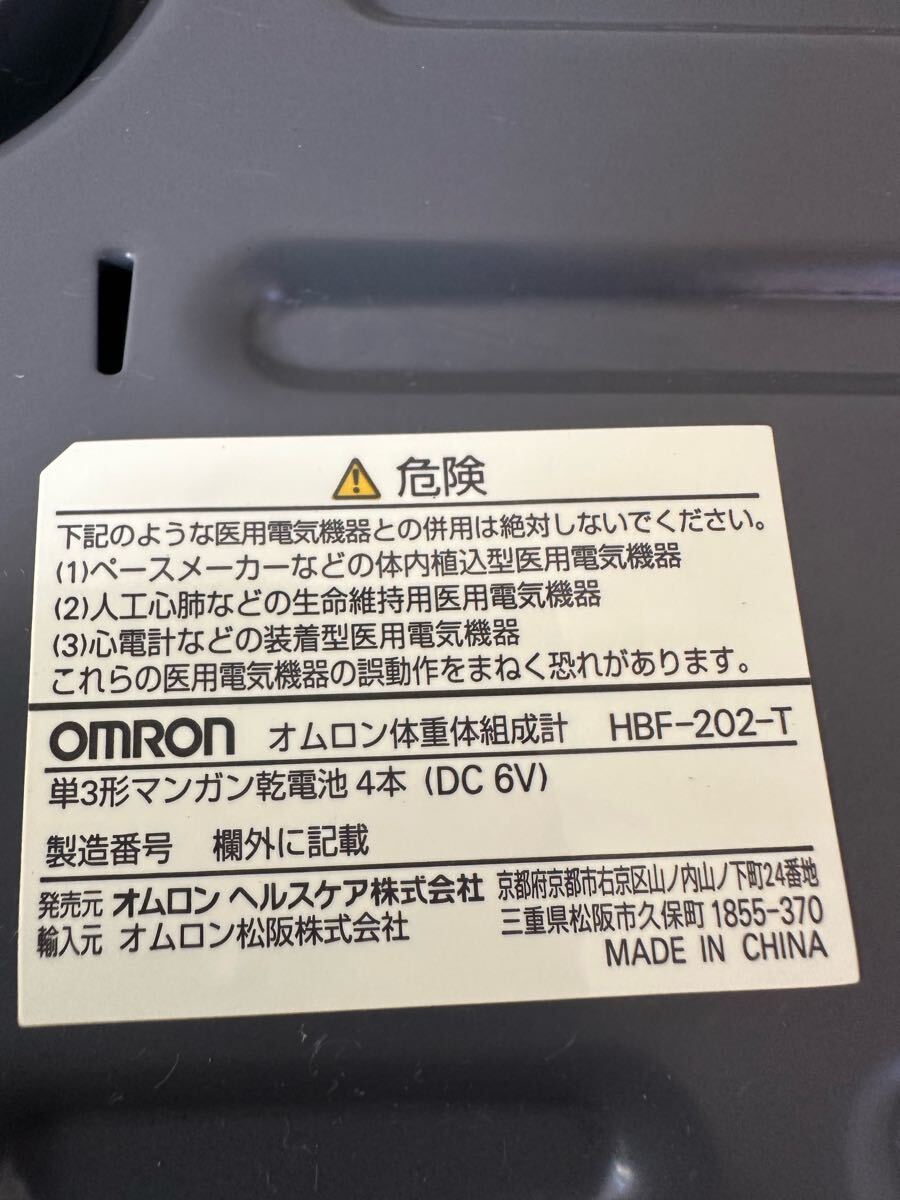 危険
下記のような医用電気機器との併用は絶対しないでください。
(1)ペースメーカーなどの体内植込型医用電気機器
(2)人工心肺などの生命維持用医用電気機器
(3)心電計などの装着型医用電気機器
これらの医用電気機器の誤動作をまねく恐れがあります。
OMRON オムロン体重体組成計 HBF-202-T
単3形マンガン乾電池 4本 (DC 6V)
製造番号 欄外に記載
発売元 オムロン ヘルスケア株式会社 京都府京都市右京区山ノ内山ノ下町24番地
輸入元 オムロン松阪株式会社 三重県松阪市久保町 1855-370
MADE IN CHINA